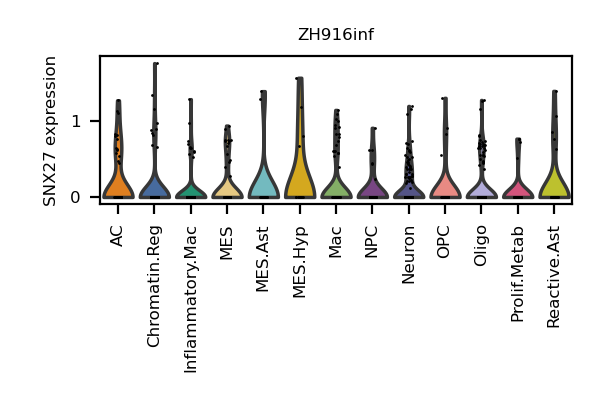 ZH916inf
SNX27 expression
1
0
AC
Chromatin.Reg
Inflammatory.Mac
MES
MES.Ast
MES.Hyp
Mac
NPC
Neuron
OPC
Oligo
Prolif.Metab
Reactive.Ast